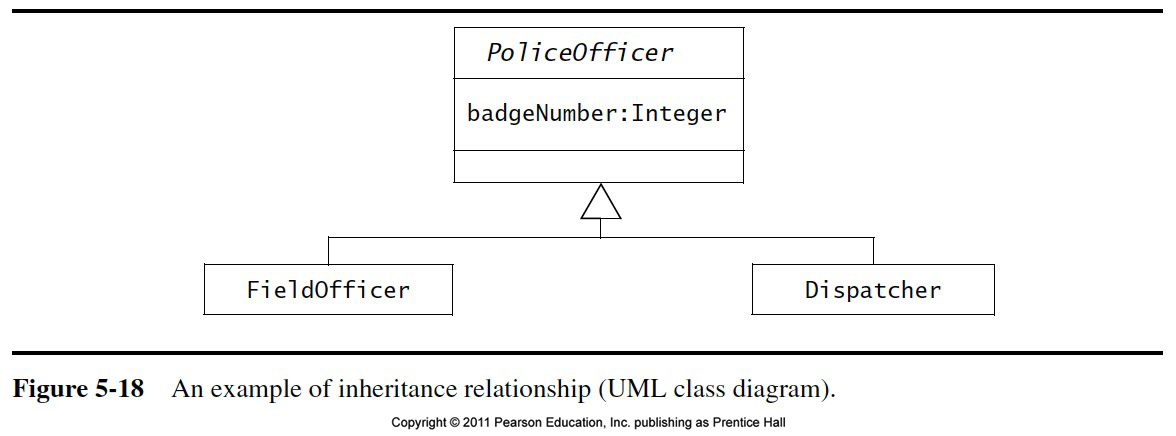 PoliceOfficer
badgeNumber:Integer
FieldOfficer
Dispatcher
Figure 5-18 An example of inheritance relationship (UML class diagram).
Copyright © 2011 Pearson Education, Inc. publishing as Prentice Hall